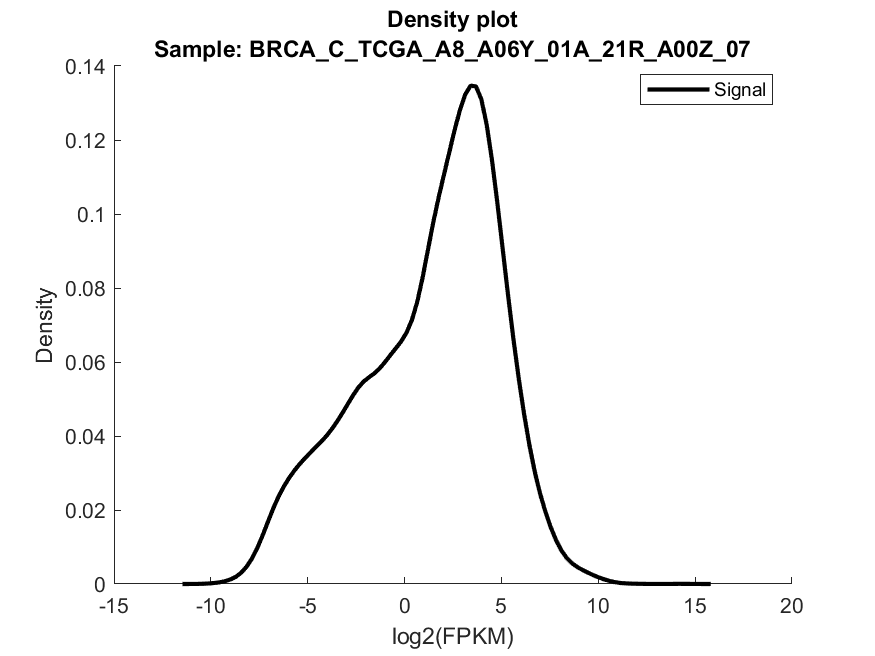 Density plot
Sample: BRCA_C_TCGA_A8_A06Y_01A_21R_A00Z_07
Signal
0.14
0.12
0.1
0.08
0.06
0.04
0.02
0
Density
-15 -10 -5 0 5 10 15 20
log2(FPKM)